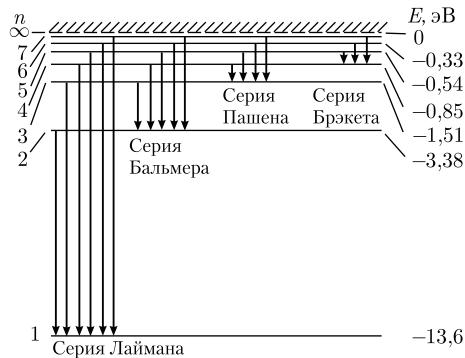 n
E, эВ
∞
0
7
−0,33
6
−0,54
5
−0,85
4
−1,51
3
−3,38
2
Серия
Пашена
Серия
Брэкета
Серия
Бальмера
1
−13,6
Серия Лаймана